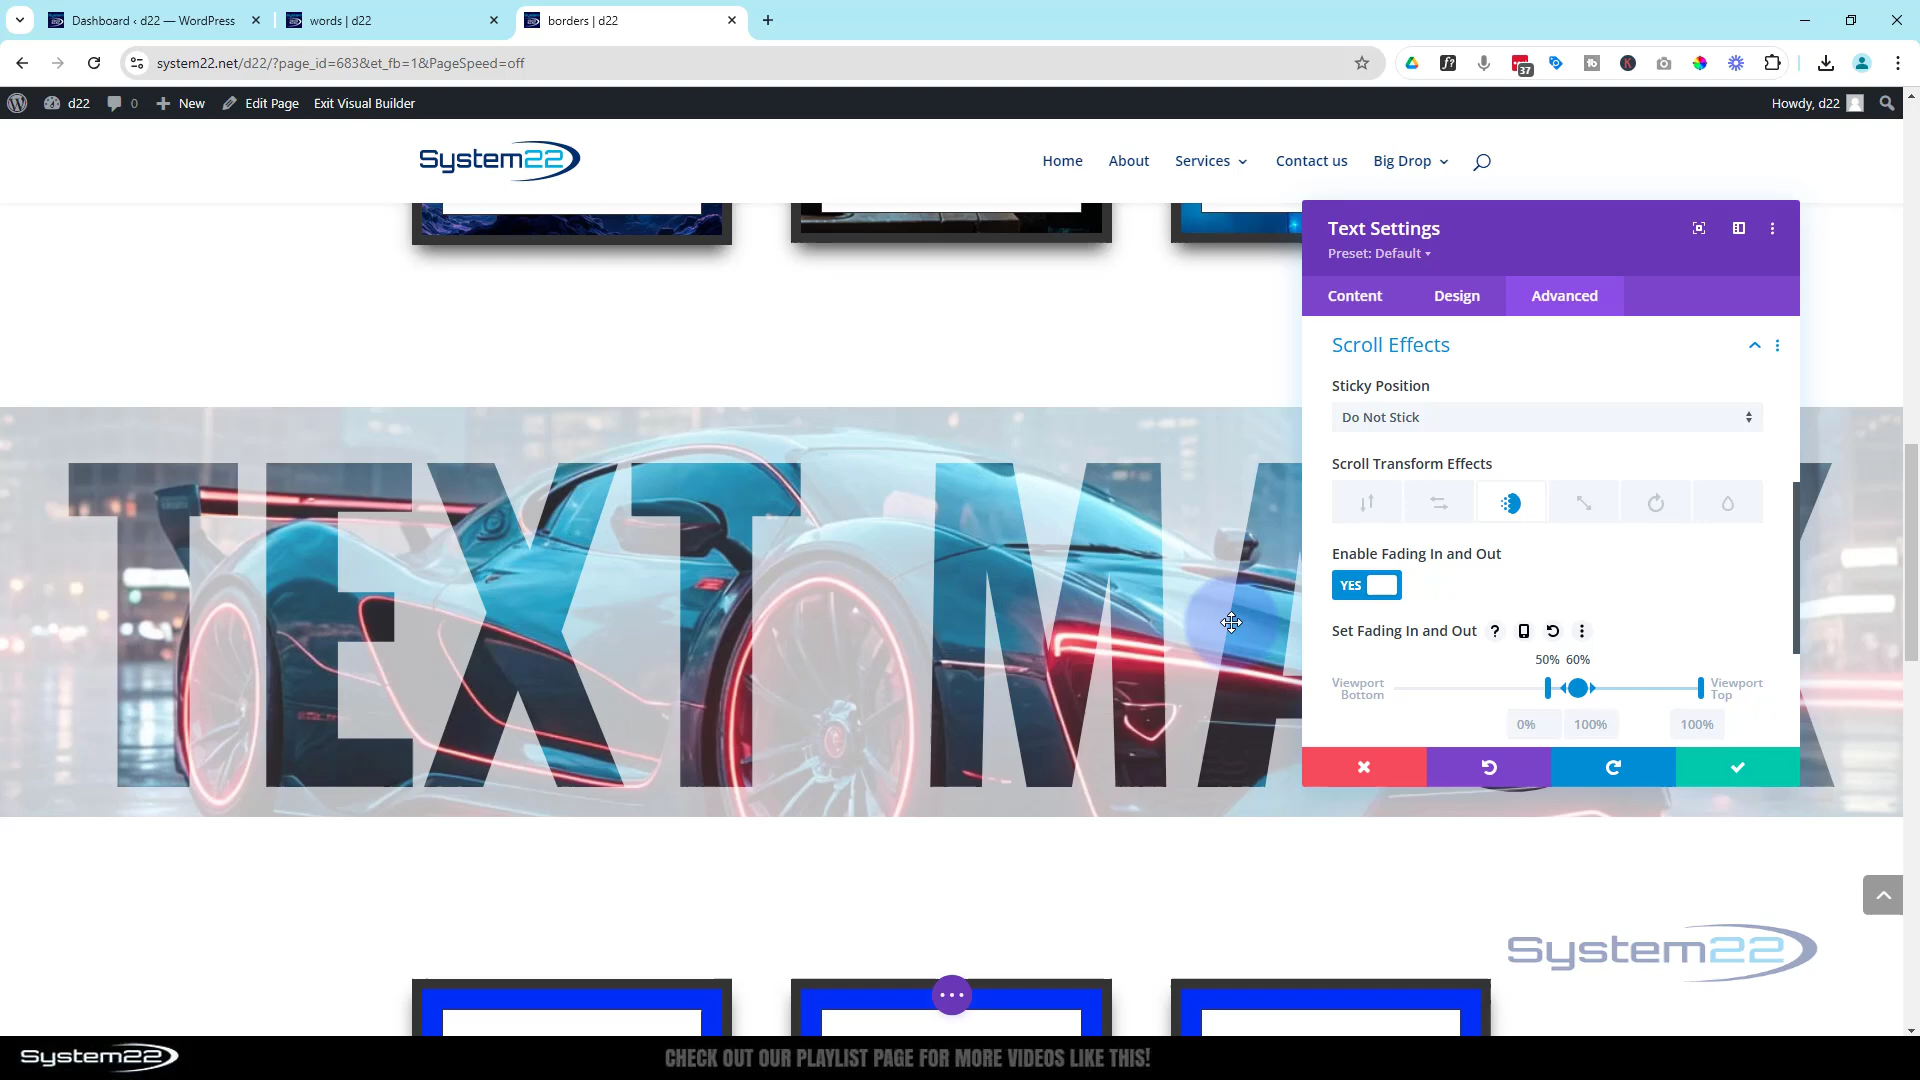 Dashboard ‹ d22 — WordPress
words | d22
borders | d22
system22.net/d22/?page_id=683&et_fb=1&PageSpeed=off
37
d22
0
New
Edit Page
Exit Visual Builder
Howdy, d22
System22
Home
About
Services
Contact us
Big Drop
Text Settings
Preset: Default
Content
Design
Advanced
Scroll Effects
Sticky Position
Do Not Stick
Scroll Transform Effects
Enable Fading In and Out
YES
Set Fading In and Out
50% 60%
Viewport Bottom
Viewport Top
0%
100%
100%
TEXT MA
System22
System22
CHECK OUT OUR PLAYLIST PAGE FOR MORE VIDEOS LIKE THIS!